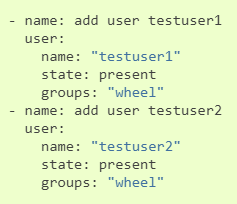 - name: add user testuser1
  user:
    name: "testuser1"
    state: present
    groups: "wheel"
- name: add user testuser2
  user:
    name: "testuser2"
    state: present
    groups: "wheel"